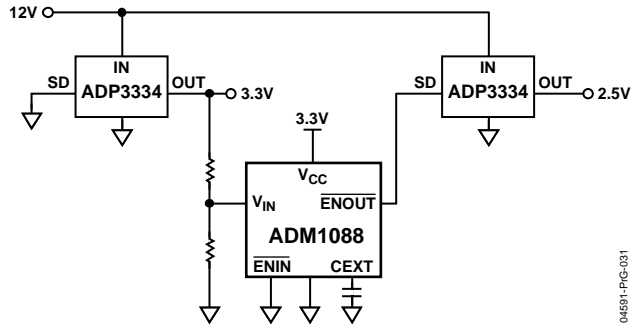 12V
IN
SD
ADP3334
OUT
3.3V
IN
SD
ADP3334
OUT
2.5V
3.3V
VCC
VIN
ENOUT
ADM1088
ENIN
CEXT
04591-PrG-031